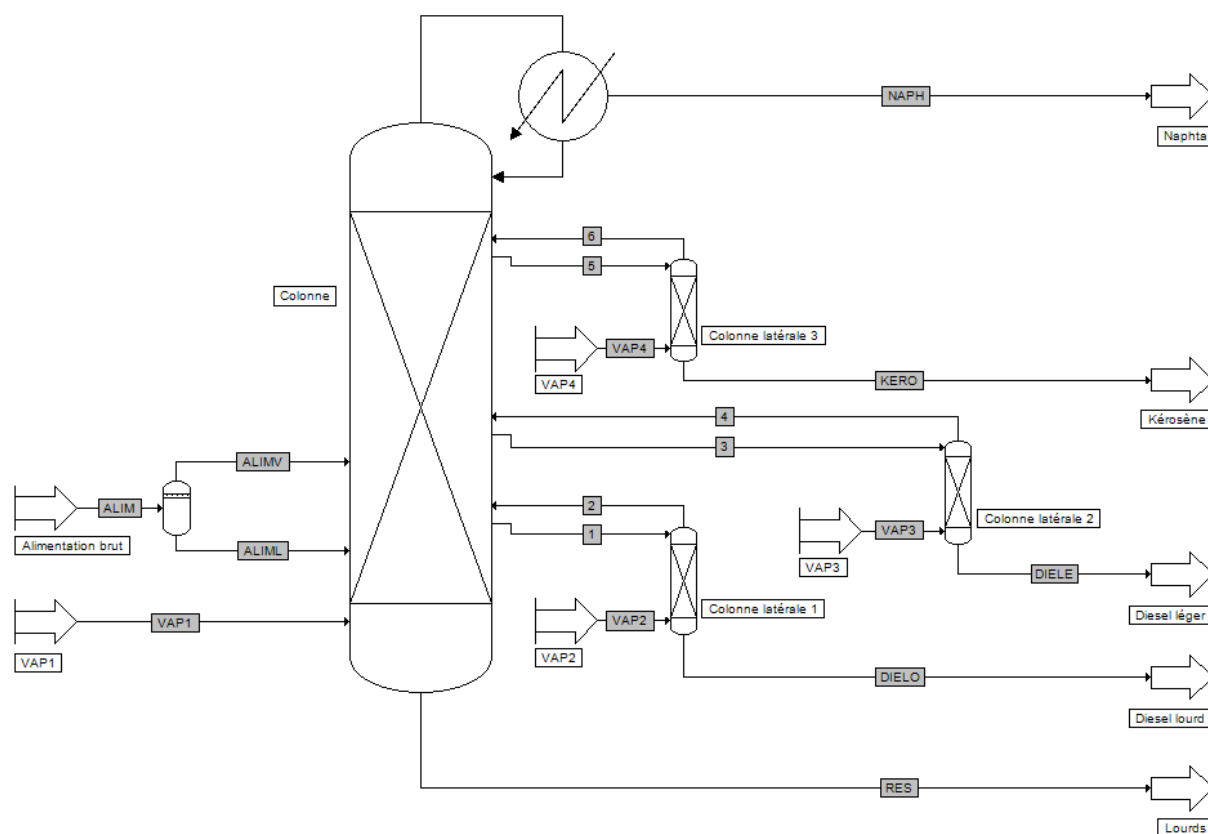 NAPH
Naphta
6
5
Colonne
Colonne latérale 3
VAP4
VAP4
KERO
Kérosène
4
3
ALIMV
ALIM
Alimentation brut
ALIML
2
1
Colonne latérale 2
VAP3
VAP3
DIELE
Diesel léger
Colonne latérale 1
VAP1
VAP1
VAP2
VAP2
DIELO
Diesel lourd
RES
Lourds